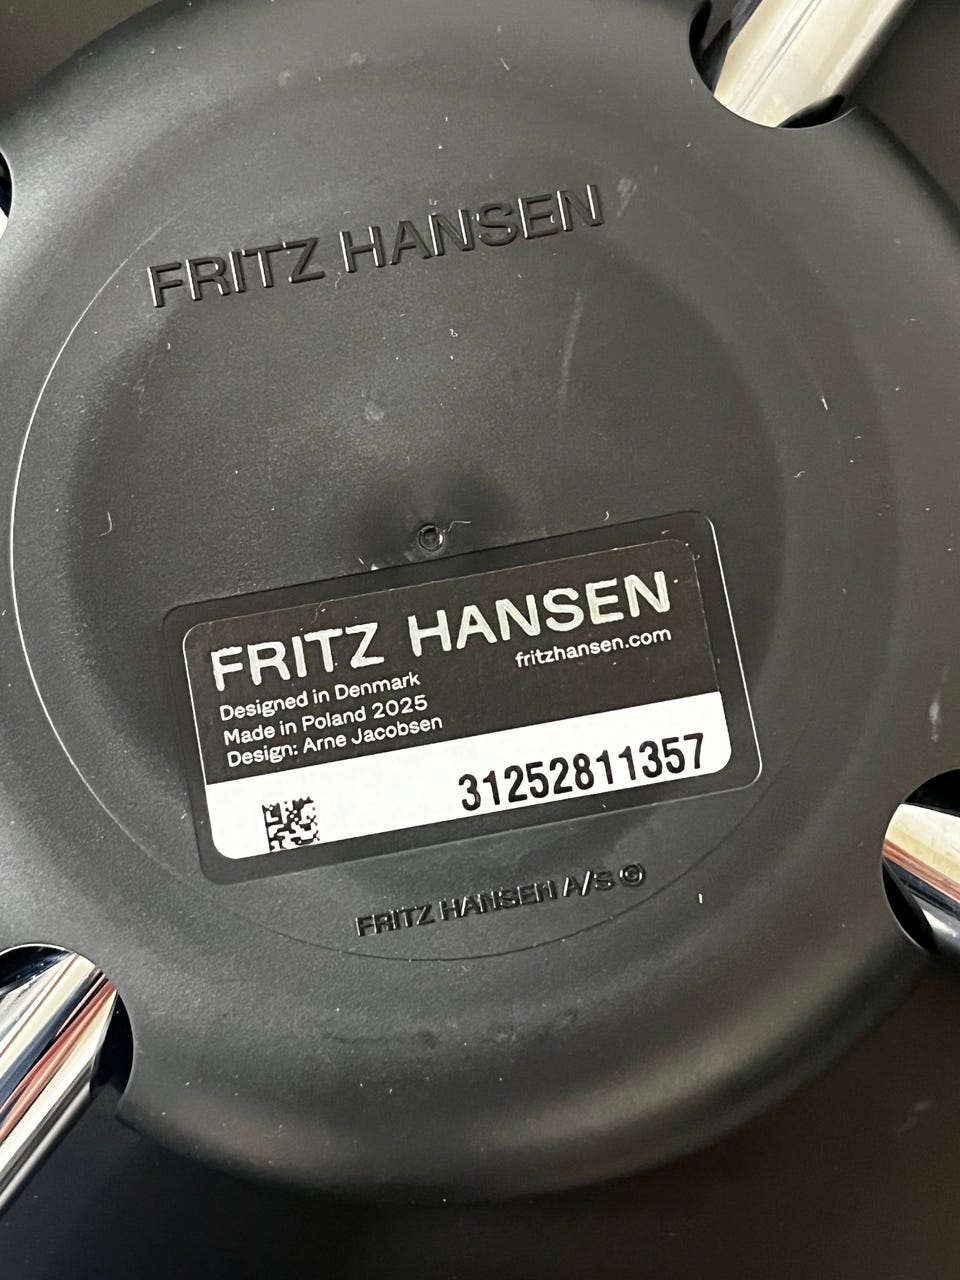 FRITZ HANSEN
FRITZ HANSEN
fritzhansen.com
Designed in Denmark
Made in Poland 2025
Design: Arne Jacobsen
31252811357
FRITZ HANSEN A/S ©